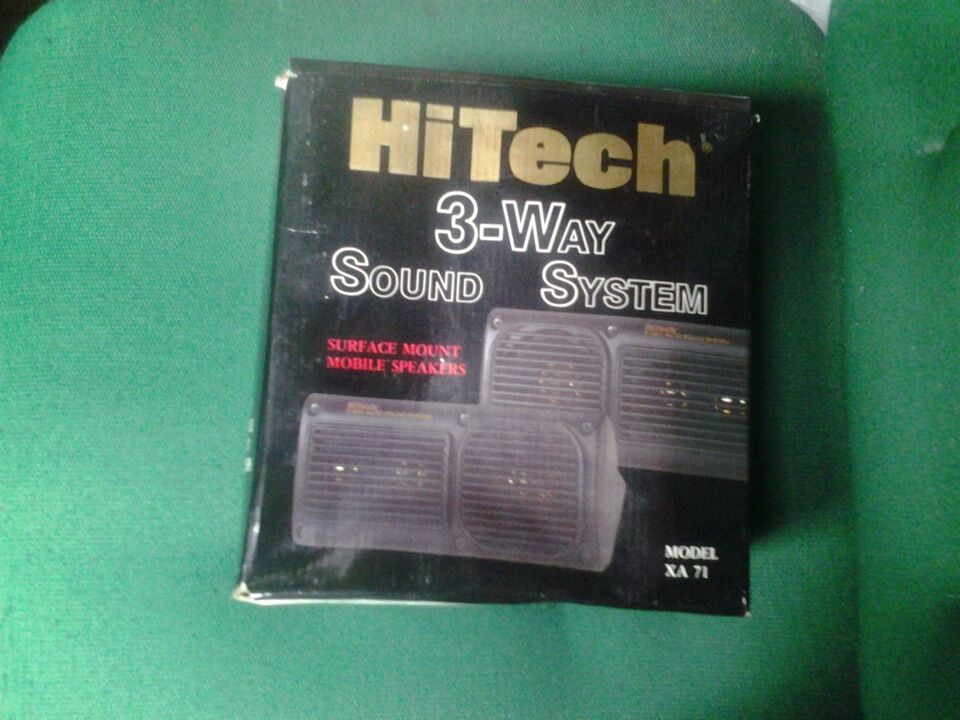 HiTech®
3-WAY
SOUND SYSTEM
SURFACE MOUNT
MOBILE SPEAKERS
MODEL
XA 71